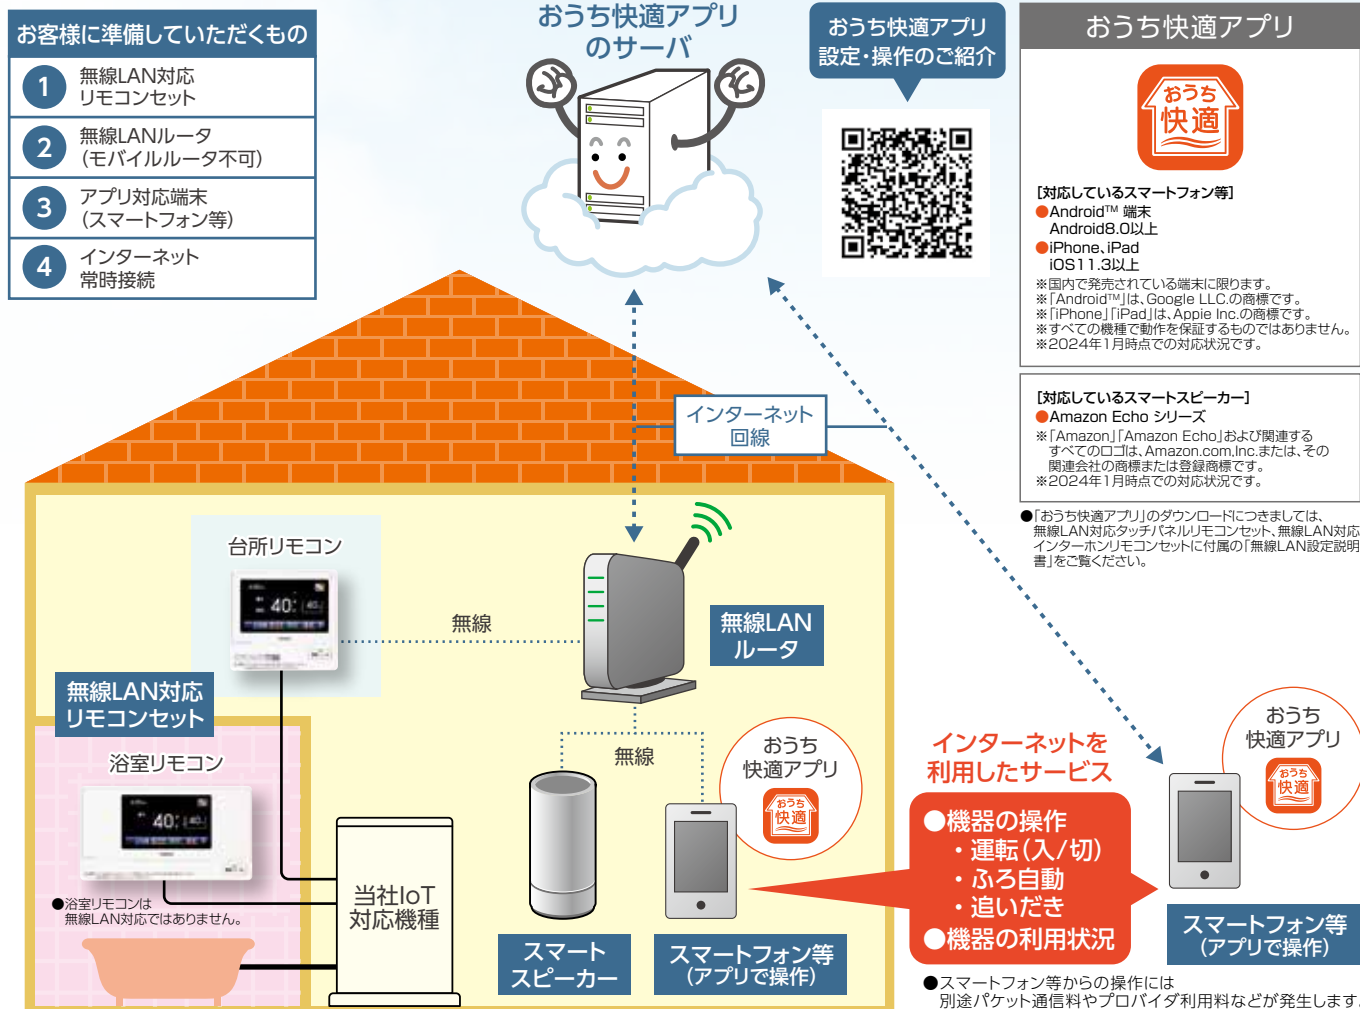 お客様に準備していただくもの
1
無線LAN対応
リモコンセット
2
無線LANルータ
(モバイルルータ不可)
3
アプリ対応端末
(スマートフォン等)
4
インターネット
常時接続
おうち快適アプリ
のサーバ
おうち快適アプリ
設定・操作のご紹介
おうち快適アプリ
おうち
快適
[対応しているスマートフォン等]
●Android™ 端末
Android8.0以上
●iPhone、iPad
iOS11.3以上
※国内で発売されている端末に限ります。
※「Android™」は、Google LLC.の商標です。
※「iPhone」「iPad」は、Appie Inc.の商標です。
※すべての機種で動作を保証するものではありません。
※2024年1月時点での対応状況です。
[対応しているスマートスピーカー]
●Amazon Echo シリーズ
※「Amazon」「Amazon Echo」および関連する
すべてのロゴは、Amazon.com,Inc.または、その
関連会社の商標または登録商標です。
※2024年1月時点での対応状況です。
●「おうち快適アプリ」のダウンロードにつきましては、
無線LAN対応タッチパネルリモコンセット、無線LAN対応
インターホンリモコンセットに付属の「無線LAN設定説明
書」をご覧ください。
インターネット
回線
台所リモコン
40
40
無線
無線LAN
ルータ
無線LAN対応
リモコンセット
浴室リモコン
40
40
●浴室リモコンは
無線LAN対応ではありません。
当社IoT
対応機種
無線
おうち
快適アプリ
おうち
快適
スマート
スピーカー
スマートフォン等
(アプリで操作)
インターネットを
利用したサービス
●機器の操作
・運転(入/切)
・ふろ自動
・追いだき
●機器の利用状況
おうち
快適アプリ
おうち
快適
スマートフォン等
(アプリで操作)
●スマートフォン等からの操作には
別途パケット通信料やプロバイダ利用料などが発生します。